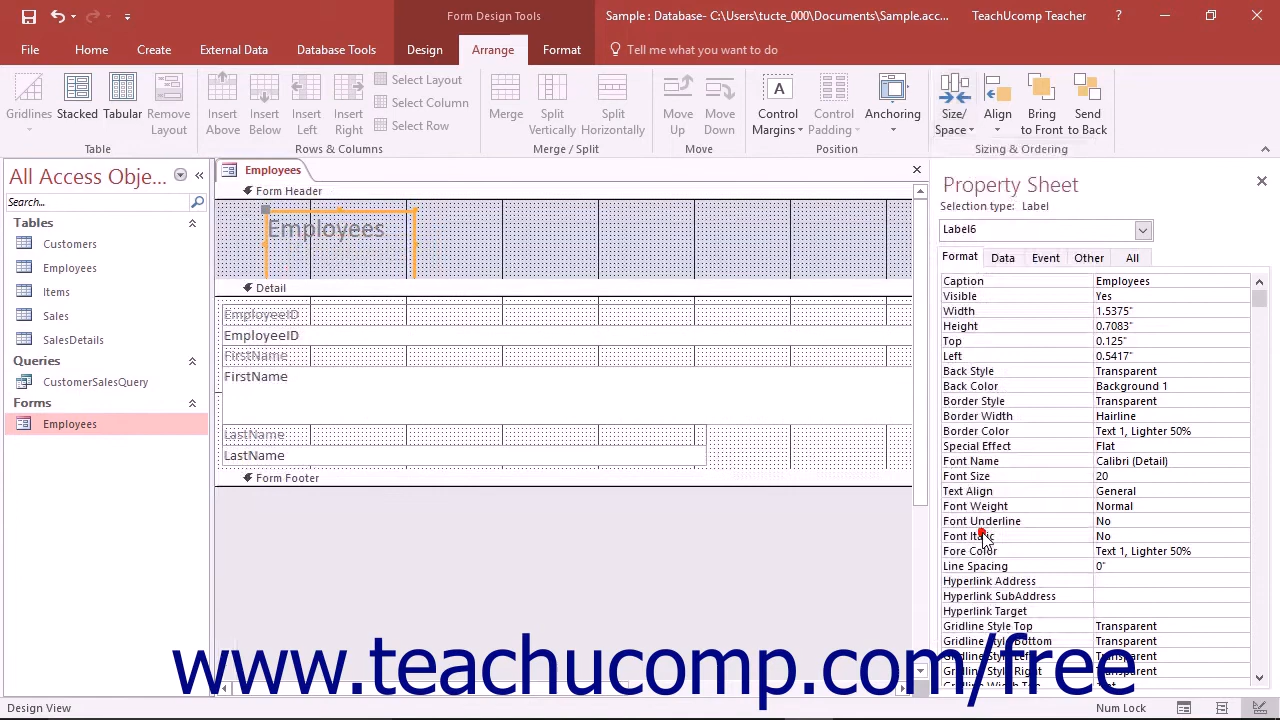 Form Design Tools
Sample : Database- C:\Users\tucte_000\Documents\Sample.acc...
TeachUcomp Teacher
?
File
Home
Create
External Data
Database Tools
Design
Arrange
Format
Tell me what you want to do
Gridlines
Stacked
Tabular
Remove Layout
Insert Above
Insert Below
Insert Left
Insert Right
Select Layout
Select Column
Select Row
Merge
Split Vertically
Split Horizontally
Move Up
Move Down
Control Margins
Control Padding
Anchoring
Size/ Space
Align
Bring to Front
Send to Back
Table
Rows & Columns
Merge / Split
Move
Position
Sizing & Ordering
All Access Obje...
Search...
Tables
Customers
Employees
Items
Sales
SalesDetails
Queries
CustomerSalesQuery
Forms
Employees
Employees
Form Header
Employees
Detail
EmployeeID
EmployeeID
FirstName
FirstName
LastName
LastName
Form Footer
Property Sheet
Selection type: Label
Label6
Format
Data
Event
Other
All
Caption Employees
Visible Yes
Width 1.5375"
Height 0.7083"
Top 0.125"
Left 0.5417"
Back Style Transparent
Back Color Background 1
Border Style Transparent
Border Width Hairline
Border Color Text 1, Lighter 50%
Special Effect Flat
Font Name Calibri (Detail)
Font Size 20
Text Align General
Font Weight Normal
Font Underline No
Font Italic No
Fore Color Text 1, Lighter 50%
Line Spacing 0"
Hyperlink Address
Hyperlink SubAddress
Hyperlink Target
Gridline Style Top Transparent
Gridline Style Bottom Transparent
Gridline Style Left Transparent
Gridline Style Right Transparent
www.teachucomp.com/free
Design View
Num Lock